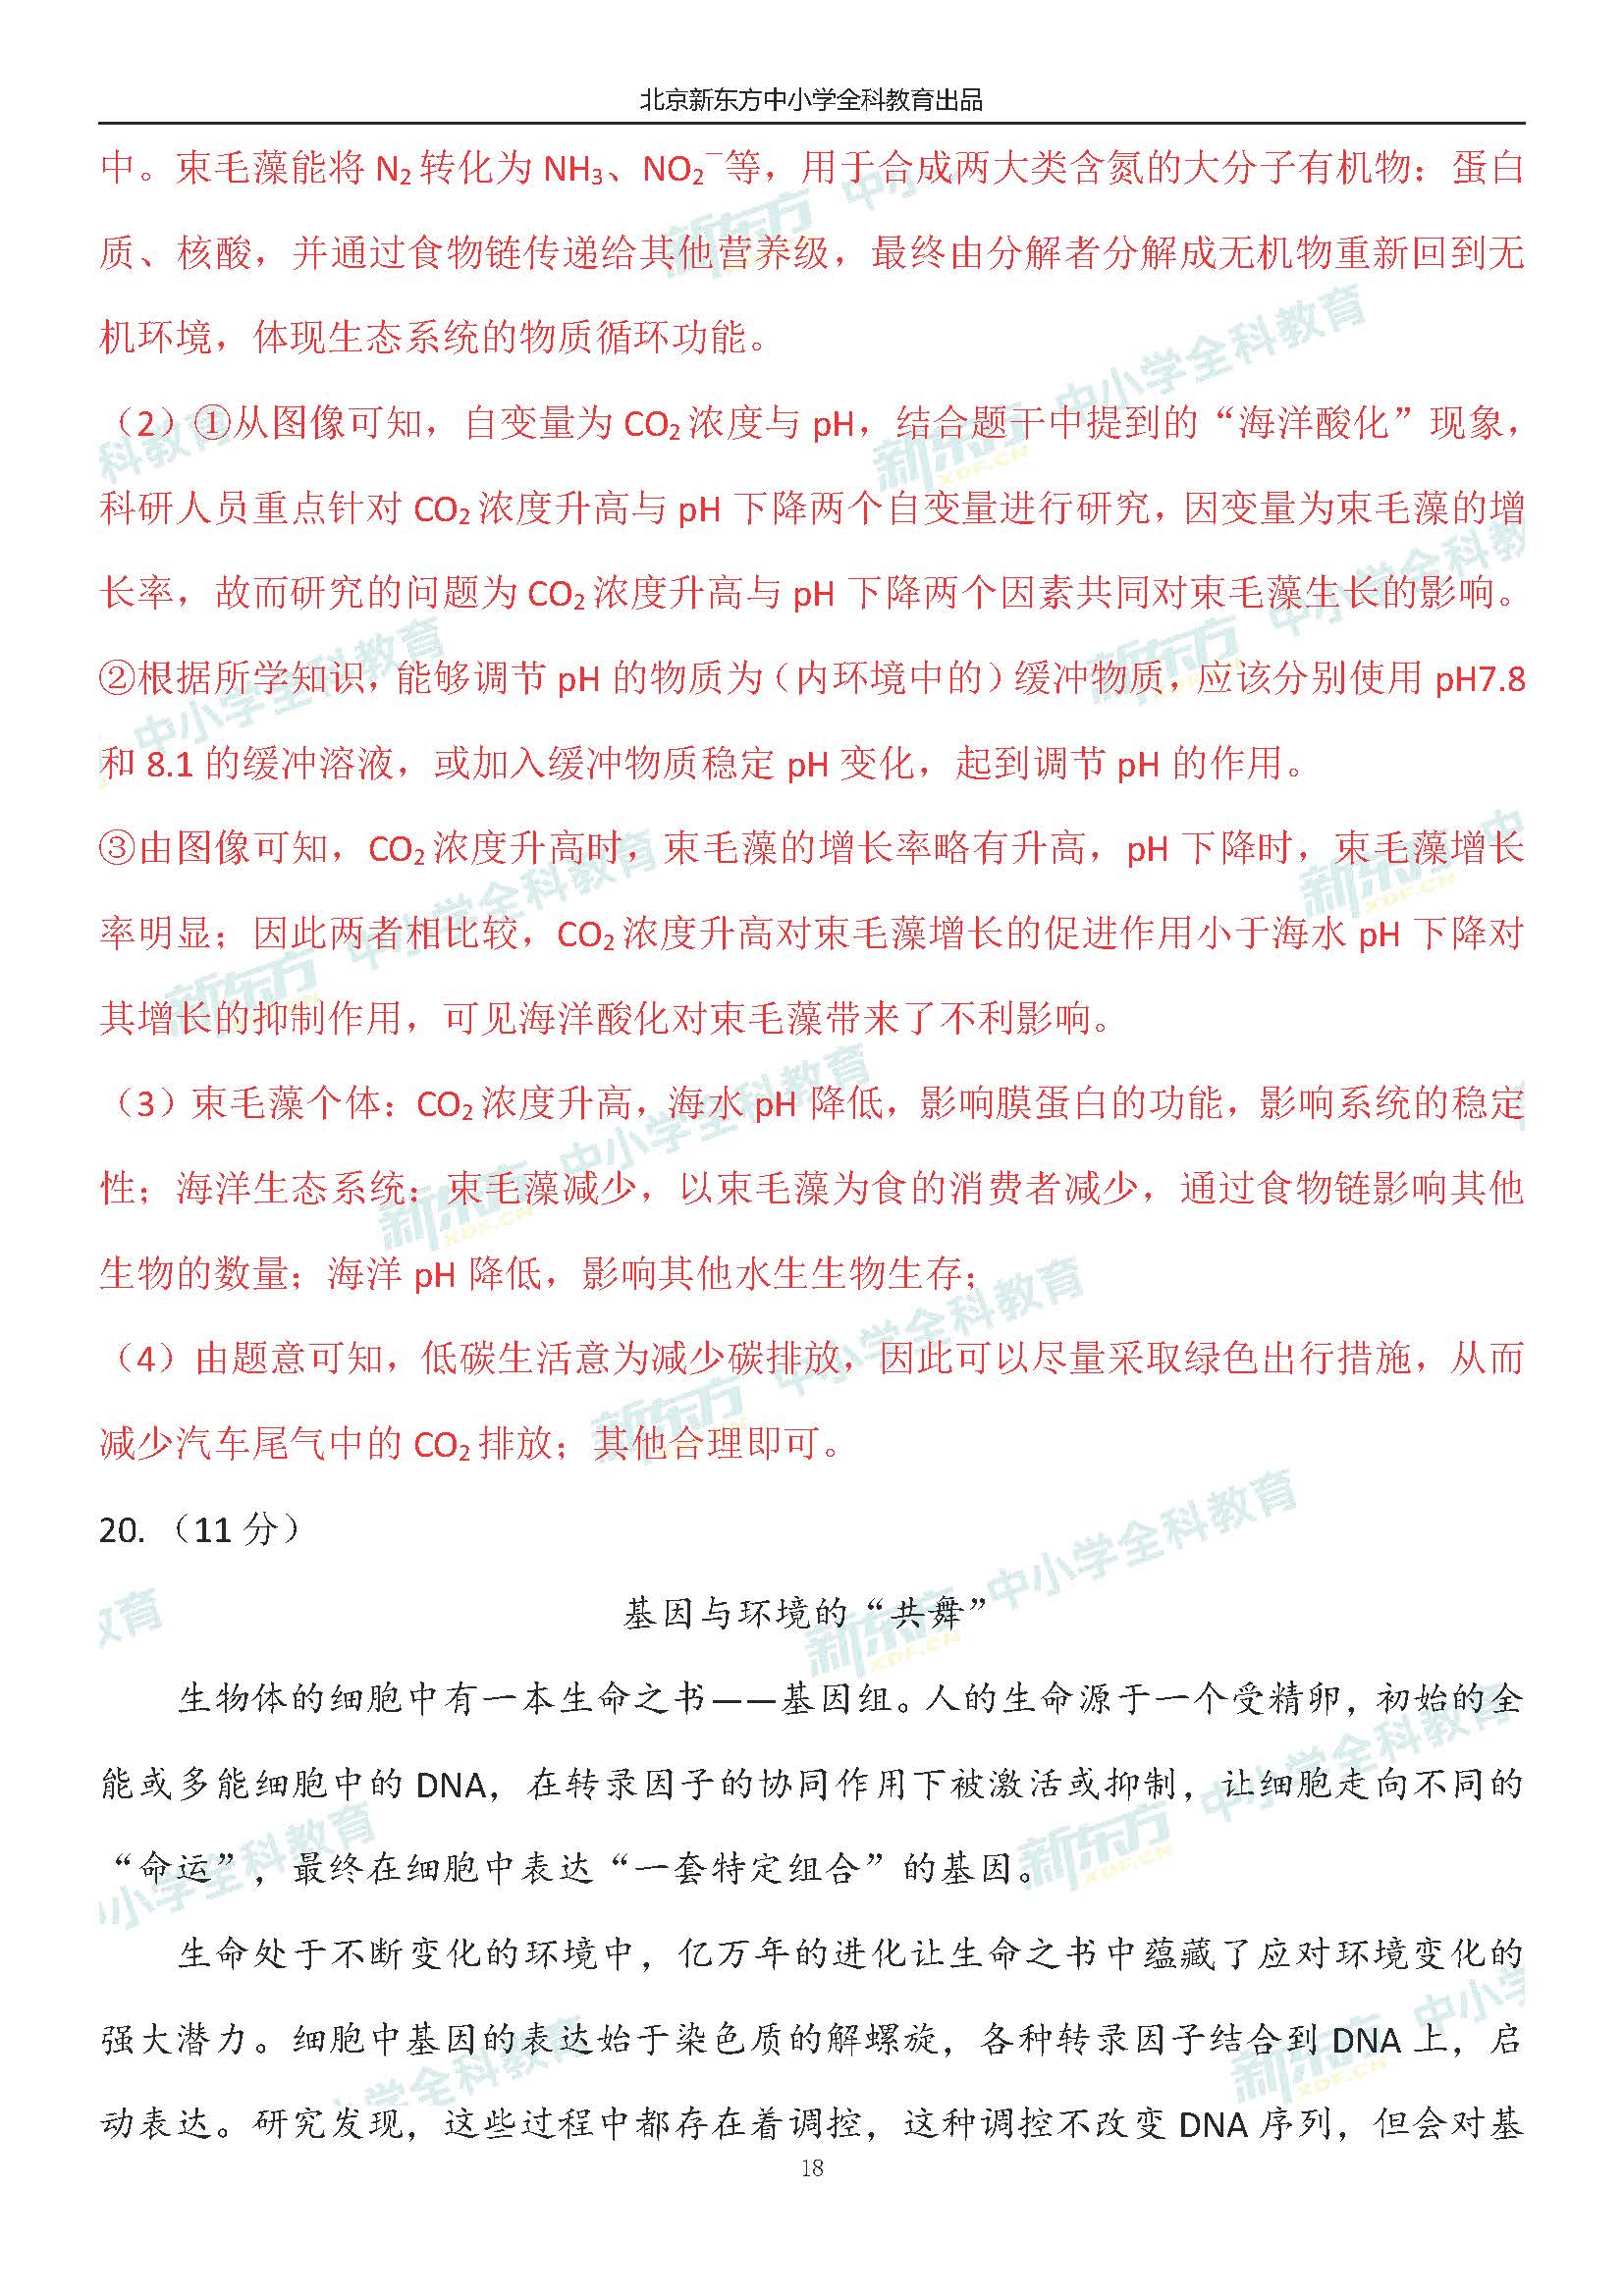 北京新东方中小学全科教育出品
中。束毛藻能将 N₂ 转化为 NH₃、NO₂⁻等，用于合成两大类含氮的大分子有机物：蛋白
质、核酸，并通过食物链传递给其他营养级，最终由分解者分解成无机物重新回到无
机环境，体现生态系统的物质循环功能。
（2）①从图像可知，自变量为 CO₂ 浓度与 pH，结合题干中提到的“海洋酸化”现象，
科研人员重点针对 CO₂ 浓度升高与 pH 下降两个自变量进行研究，因变量为束毛藻的增
长率，故而研究的问题为 CO₂ 浓度升高与 pH 下降两个因素共同对束毛藻生长的影响。
②根据所学知识，能够调节 pH 的物质为（内环境中的）缓冲物质，应该分别使用 pH7.8
和 8.1 的缓冲溶液，或加入缓冲物质稳定 pH 变化，起到调节 pH 的作用。
③由图像可知，CO₂ 浓度升高时，束毛藻的增长率略有升高，pH 下降时，束毛藻增长
率明显；因此两者相比较，CO₂ 浓度升高对束毛藻增长的促进作用小于海水 pH 下降对
其增长的抑制作用，可见海洋酸化对束毛藻带来了不利影响。
（3）束毛藻个体：CO₂ 浓度升高，海水 pH 降低，影响膜蛋白的功能，影响系统的稳定
性；海洋生态系统：束毛藻减少，以束毛藻为食的消费者减少，通过食物链影响其他
生物的数量；海洋 pH 降低，影响其他水生生物生存；
（4）由题意可知，低碳生活意为减少碳排放，因此可以尽量采取绿色出行措施，从而
减少汽车尾气中的 CO₂ 排放；其他合理即可。
20.（11 分）
基因与环境的“共舞”
生物体的细胞中有一本生命之书——基因组。人的生命源于一个受精卵，初始的全
能或多能细胞中的 DNA，在转录因子的协同作用下被激活或抑制，让细胞走向不同的
“命运”，最终在细胞中表达“一套特定组合”的基因。
生命处于不断变化的环境中，亿万年的进化让生命之书中蕴藏了应对环境变化的
强大潜力。细胞中基因的表达始于染色质的解螺旋，各种转录因子结合到 DNA 上，启
动表达。研究发现，这些过程中都存在着调控，这种调控不改变 DNA 序列，但会对基
18